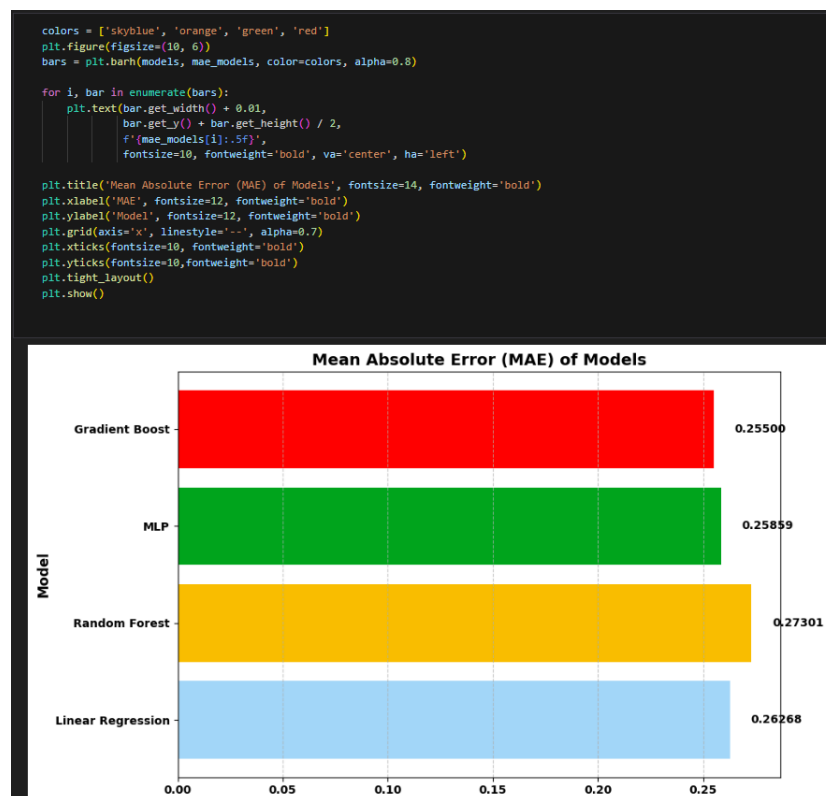 colors = ['skyblue', 'orange', 'green', 'red']
plt.figure(figsize=(10, 6))
bars = plt.barh(models, mae_models, color=colors, alpha=0.8)
for i, bar in enumerate(bars):
    plt.text(bar.get_width() + 0.01,
             bar.get_y() + bar.get_height() / 2,
             f'{mae_models[i]:.5f}',
             fontsize=10, fontweight='bold', va='center', ha='left')
plt.title('Mean Absolute Error (MAE) of Models', fontsize=14, fontweight='bold')
plt.xlabel('MAE', fontsize=12, fontweight='bold')
plt.ylabel('Model', fontsize=12, fontweight='bold')
plt.grid(axis='x', linestyle='--', alpha=0.7)
plt.xticks(fontsize=10, fontweight='bold')
plt.yticks(fontsize=10,fontweight='bold')
plt.tight_layout()
plt.show()
Mean Absolute Error (MAE) of Models
Gradient Boost
0.25500
MLP
0.25859
Model
Random Forest
0.27301
Linear Regression
0.26268
0.00 0.05 0.10 0.15 0.20 0.25